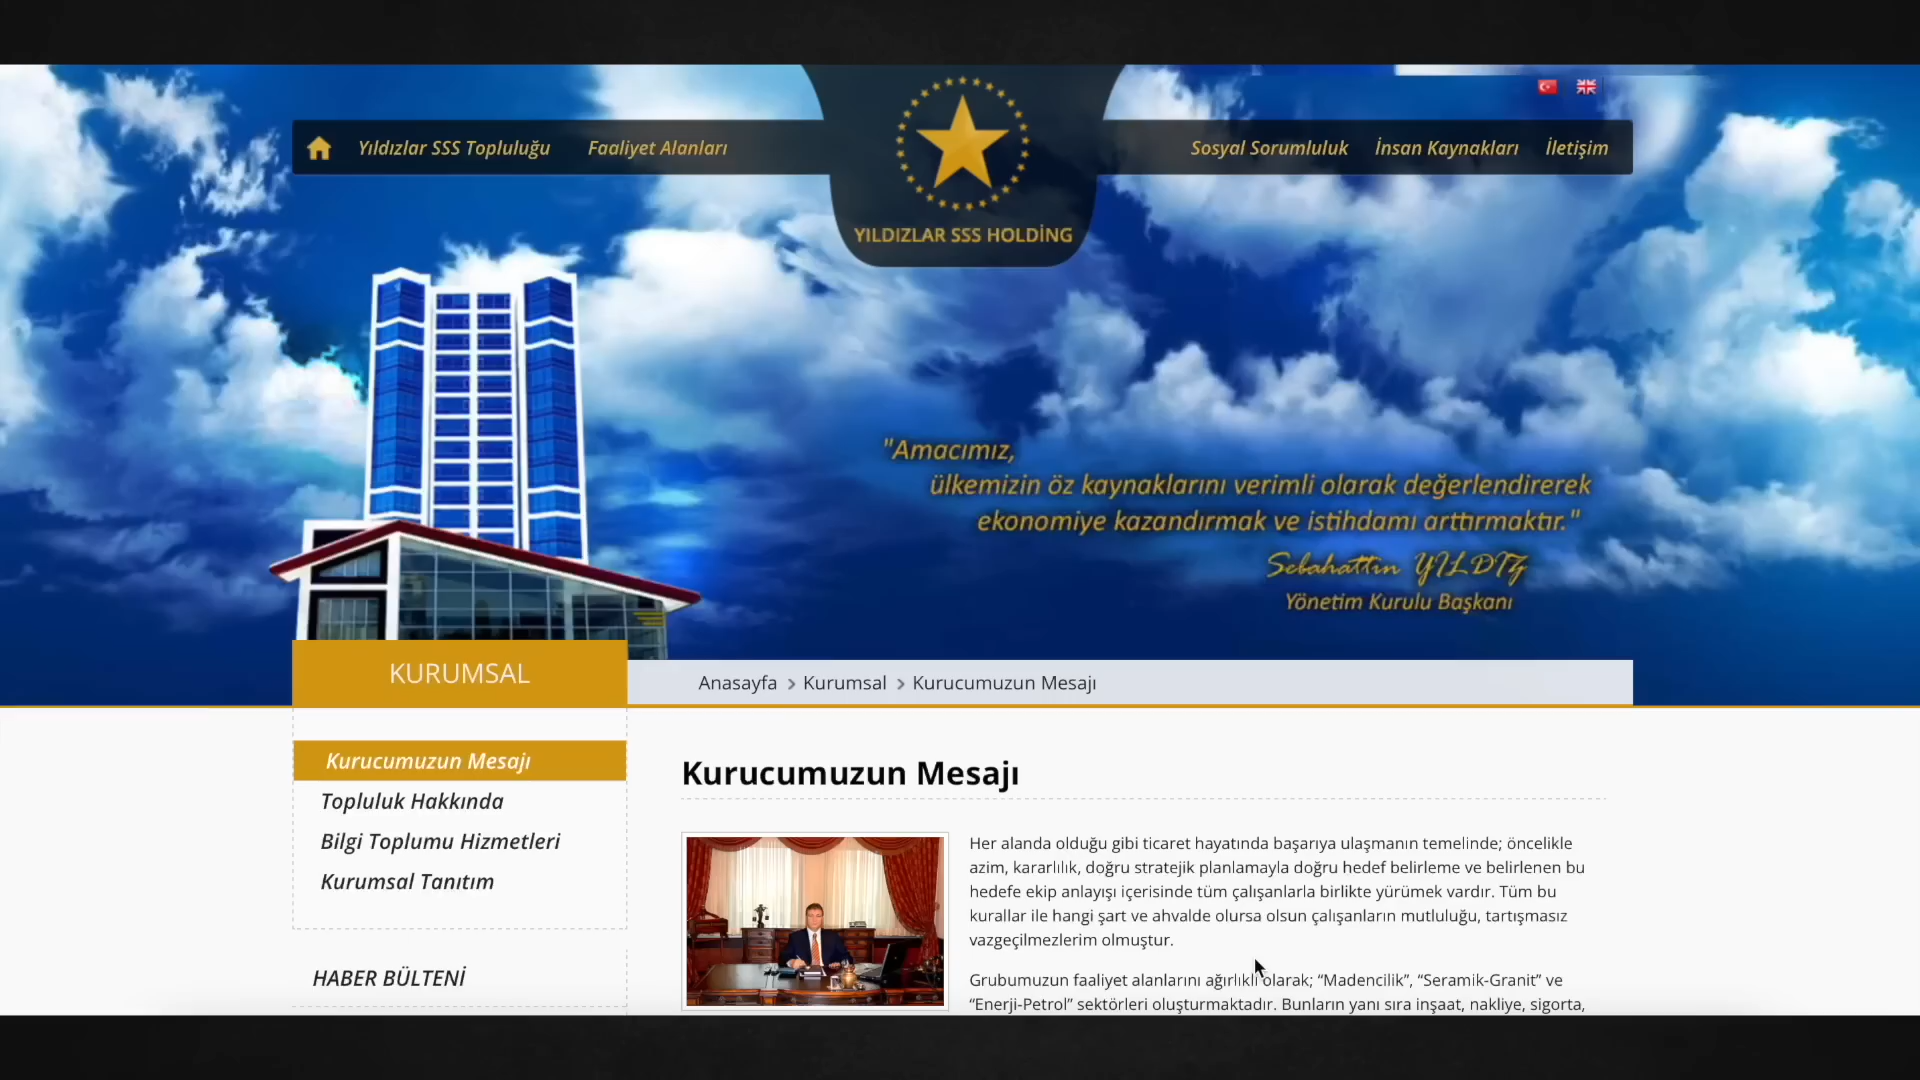 Yıldızlar SSS Topluluğu
Faaliyet Alanları
YILDIZLAR SSS HOLDİNG
Sosyal Sorumluluk
İnsan Kaynakları
İletişim
"Amacımız,
ülkemizin öz kaynaklarını verimli olarak değerlendirerek
ekonomiye kazandırmak ve istihdamı arttırmaktır."
Sebahattin YILDIZ
Yönetim Kurulu Başkanı
KURUMSAL
Anasayfa > Kurumsal > Kurucumuzun Mesajı
Kurucumuzun Mesajı
Topluluk Hakkında
Bilgi Toplumu Hizmetleri
Kurumsal Tanıtım
HABER BÜLTENİ
Kurucumuzun Mesajı
Her alanda olduğu gibi ticaret hayatında başarıya ulaşmanın temelinde; öncelikle
azim, kararlılık, doğru stratejik planlamayla doğru hedef belirleme ve belirlenen bu
hedefe ekip anlayışı içerisinde tüm çalışanlarla birlikte yürümek vardır. Tüm bu
kurallar ile hangi şart ve ahvalde olursa olsun çalışanların mutluluğu, tartışmasız
vazgeçilmezlerim olmuştur.
Grubumuzun faaliyet alanlarını ağırlıklı olarak; “Madencilik”, “Seramik-Granit” ve
“Enerji-Petrol” sektörleri oluşturmaktadır. Bunların yanı sıra inşaat, nakliye, sigorta,